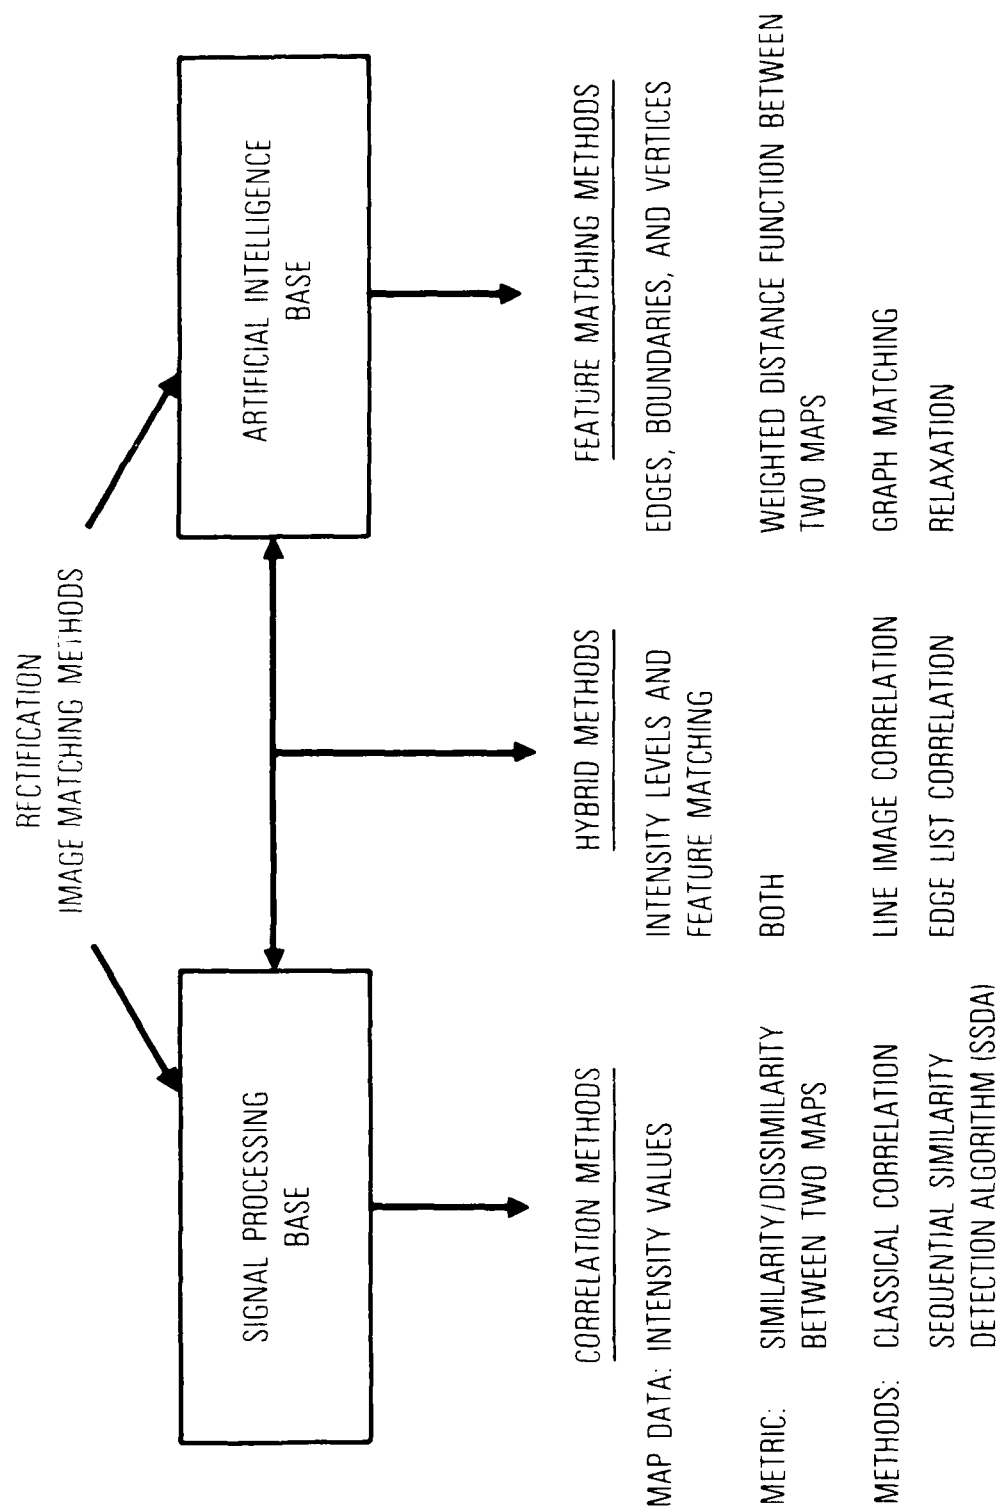 RECTIFICATION
IMAGE MATCHING METHODS
SIGNAL PROCESSING
BASE
ARTIFICIAL INTELLIGENCE
BASE
CORRELATION METHODS
HYBRID METHODS
FEATURE MATCHING METHODS
MAP DATA: INTENSITY VALUES
INTENSITY LEVELS AND
FEATURE MATCHING
EDGES, BOUNDARIES, AND VERTICES
METRIC: SIMILARITY/DISSIMILARITY
BETWEEN TWO MAPS
BOTH
WEIGHTED DISTANCE FUNCTION BETWEEN
TWO MAPS
METHODS: CLASSICAL CORRELATION
LINE IMAGE CORRELATION
GRAPH MATCHING
SEQUENTIAL SIMILARITY
DETECTION ALGORITHM (SSDA)
EDGE LIST CORRELATION
RELAXATION